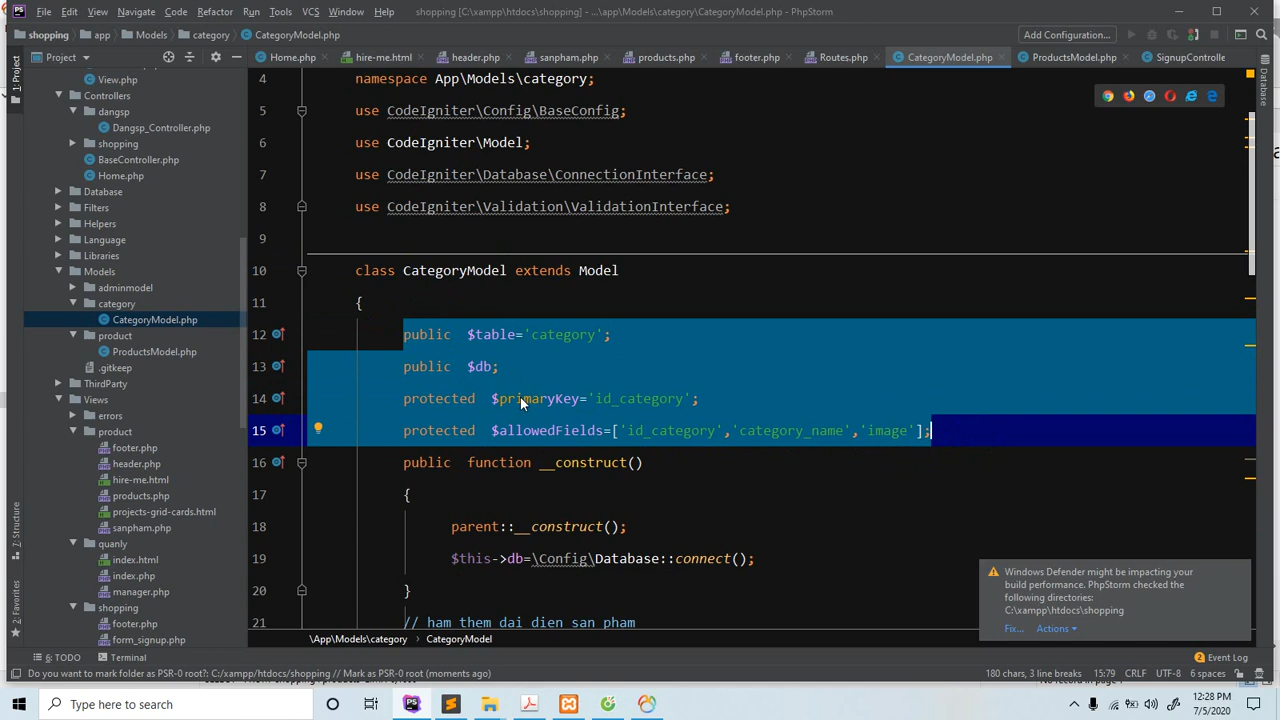 File Edit View Navigate Code Refactor Run Tools VCS Window Help shopping [C:\xampp\htdocs\shopping] - ...\app\Models\category\CategoryModel.php - PhpStorm
shopping app Models category CategoryModel.php Add Configuration...
Project Home.php hire-me.html header.php sanpham.php products.php footer.php Routes.php CategoryModel.php ProductsModel.php SignupControlle
1: Project
Database
View.php
Controllers
dangsp
Dangsp_Controller.php
shopping
BaseController.php
Home.php
Database
Filters
Helpers
Language
Libraries
Models
adminmodel
category
CategoryModel.php
product
ProductsModel.php
.gitkeep
ThirdParty
Views
errors
product
footer.php
header.php
hire-me.html
products.php
projects-grid-cards.html
sanpham.php
quanly
index.html
index.php
manager.php
shopping
footer.php
form_signup.php
7: Structure
2: Favorites
4 namespace App\Models\category;
5 use CodeIgniter\Config\BaseConfig;
6 use CodeIgniter\Model;
7 use CodeIgniter\Database\ConnectionInterface;
8 use CodeIgniter\Validation\ValidationInterface;
9
10 class CategoryModel extends Model
11 {
12 public $table='category';
13 public $db;
14 protected $primaryKey='id_category';
15 protected $allowedFields=['id_category','category_name','image'];
16 public function __construct()
17 {
18 parent::__construct();
19 $this->db=\Config\Database::connect();
20 }
21 // ham them dai dien san pham
\App\Models\category CategoryModel
Windows Defender might be impacting your
build performance. PhpStorm checked the
following directories:
C:\xampp\htdocs\shopping
Fix... Actions
6: TODO Terminal 2 Event Log
Do you want to mark folder as PSR-0 root?: C:/xampp/htdocs/shopping // Mark as PSR-0 root (moments ago) 180 chars, 3 line breaks 15:79 CRLF UTF-8 6 spaces
Type here to search
12:28 PM
7/5/2020